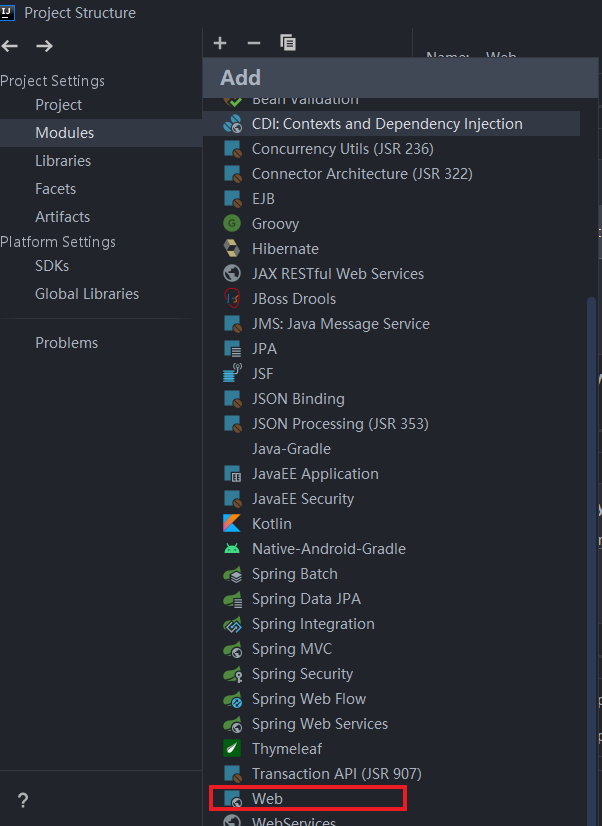 Project Structure
Project Settings
Project
Modules
Libraries
Facets
Artifacts
Platform Settings
SDKs
Global Libraries
Problems
?
Name: Web
Add
Bean Validation
CDI: Contexts and Dependency Injection
Concurrency Utils (JSR 236)
Connector Architecture (JSR 322)
EJB
Groovy
Hibernate
JAX RESTful Web Services
JBoss Drools
JMS: Java Message Service
JPA
JSF
JSON Binding
JSON Processing (JSR 353)
Java-Gradle
JavaEE Application
JavaEE Security
Kotlin
Native-Android-Gradle
Spring Batch
Spring Data JPA
Spring Integration
Spring MVC
Spring Security
Spring Web Flow
Spring Web Services
Thymeleaf
Transaction API (JSR 907)
Web
WebServices